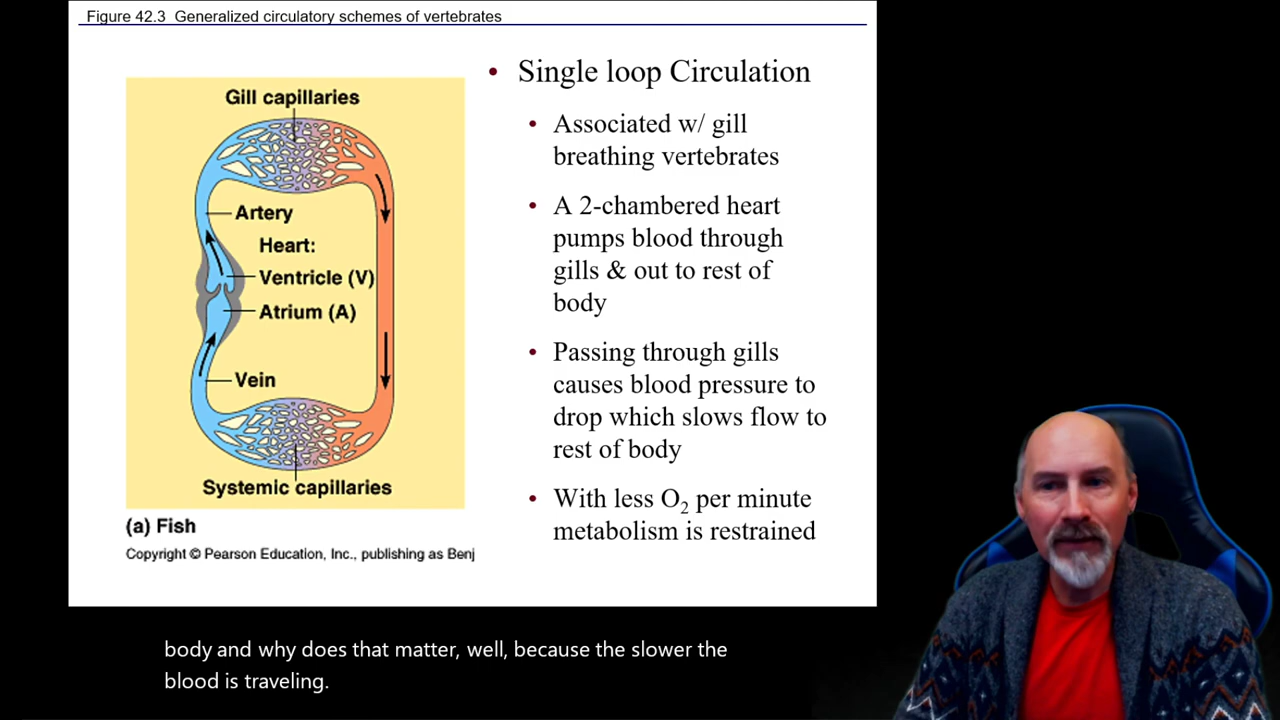 Figure 42.3 Generalized circulatory schemes of vertebrates
Gill capillaries
Artery
Heart:
Ventricle (V)
Atrium (A)
Vein
Systemic capillaries
(a) Fish
Copyright © Pearson Education, Inc., publishing as Benj
• Single loop Circulation
• Associated w/ gill
breathing vertebrates
• A 2-chambered heart
pumps blood through
gills & out to rest of
body
• Passing through gills
causes blood pressure to
drop which slows flow to
rest of body
• With less O₂ per minute
metabolism is restrained
body and why does that matter, well, because the slower the
blood is traveling.